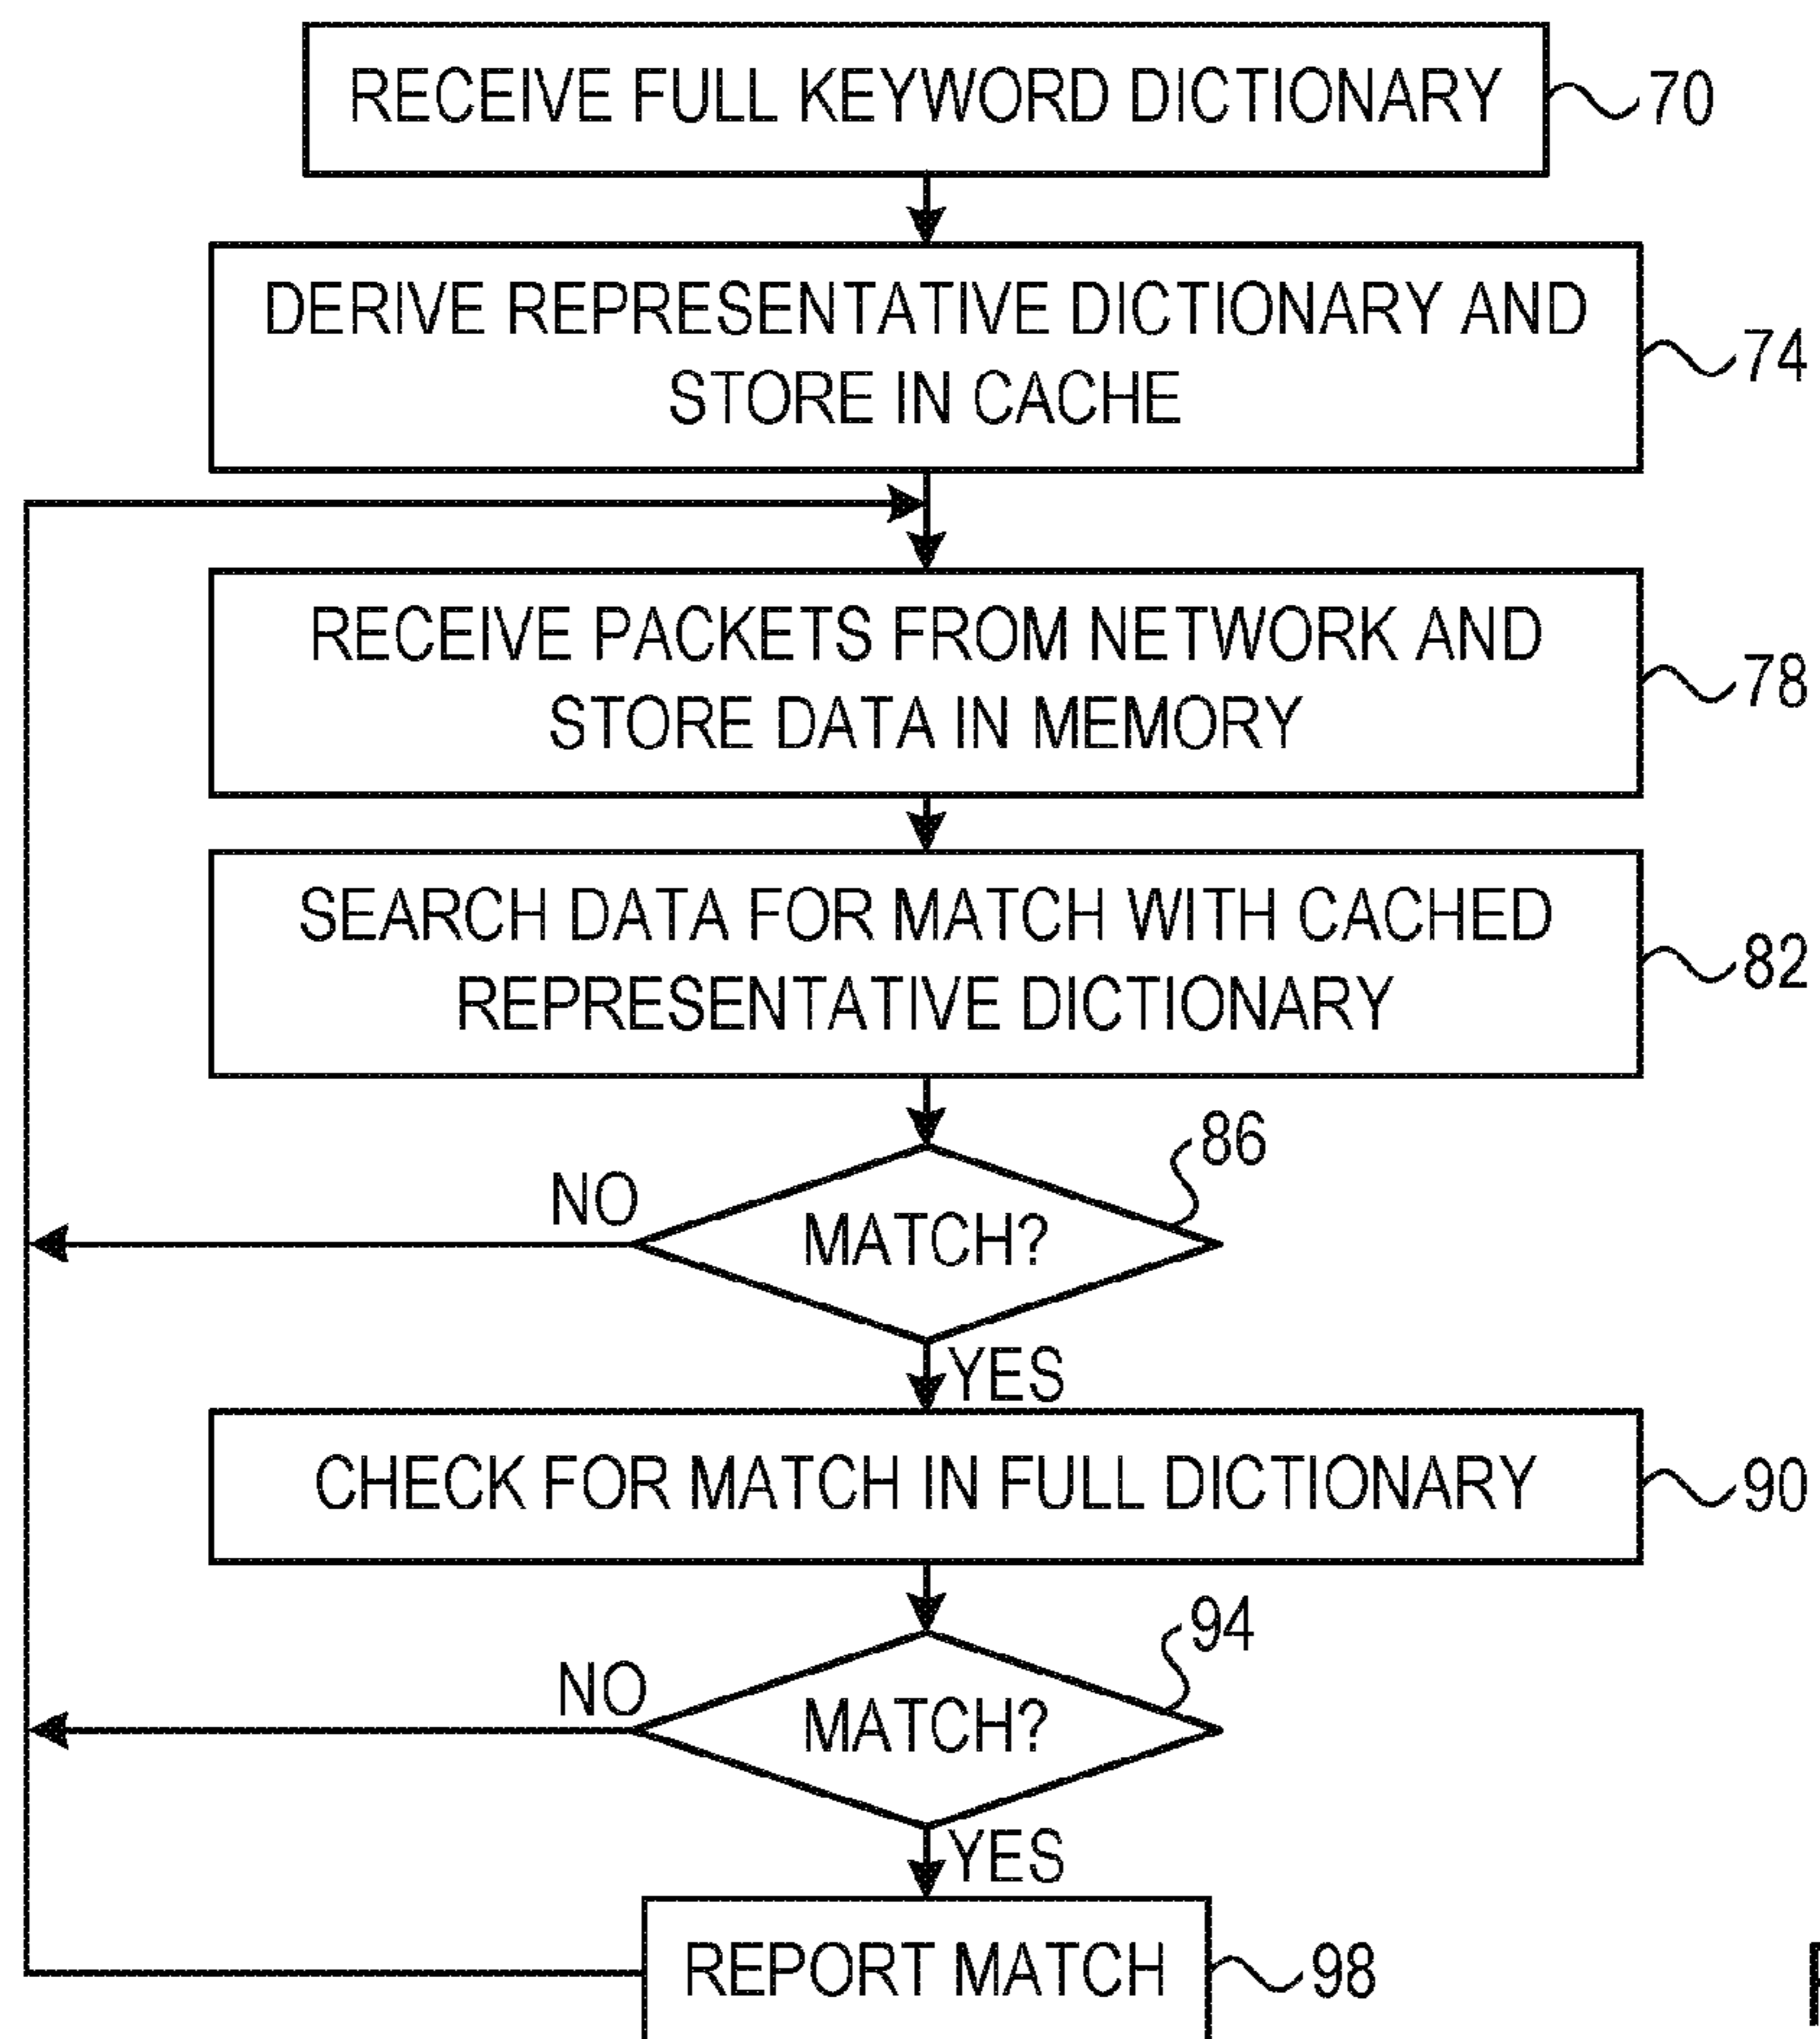 RECEIVE FULL KEYWORD DICTIONARY
70
DERIVE REPRESENTATIVE DICTIONARY AND
STORE IN CACHE
74
RECEIVE PACKETS FROM NETWORK AND
STORE DATA IN MEMORY
78
SEARCH DATA FOR MATCH WITH CACHED
REPRESENTATIVE DICTIONARY
82
86
NO
MATCH?
YES
CHECK FOR MATCH IN FULL DICTIONARY
90
94
NO
MATCH?
YES
REPORT MATCH
98